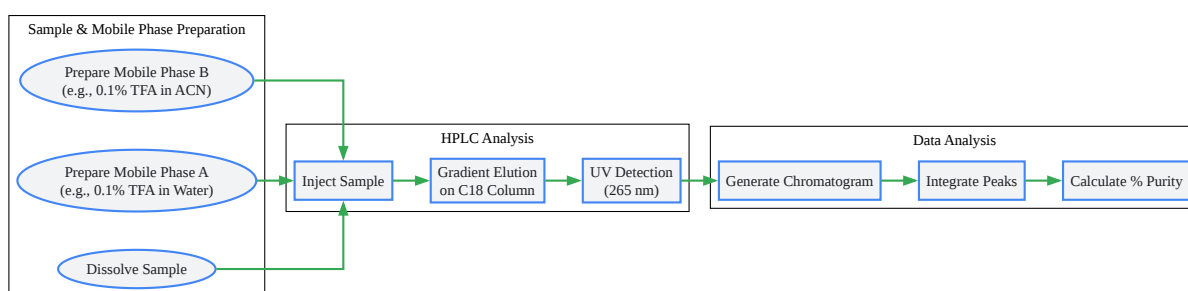 Sample & Mobile Phase Preparation
Prepare Mobile Phase B
(e.g., 0.1% TFA in ACN)
Prepare Mobile Phase A
(e.g., 0.1% TFA in Water)
Dissolve Sample
HPLC Analysis
Inject Sample
Gradient Elution
on C18 Column
UV Detection
(265 nm)
Data Analysis
Generate Chromatogram
Integrate Peaks
Calculate % Purity